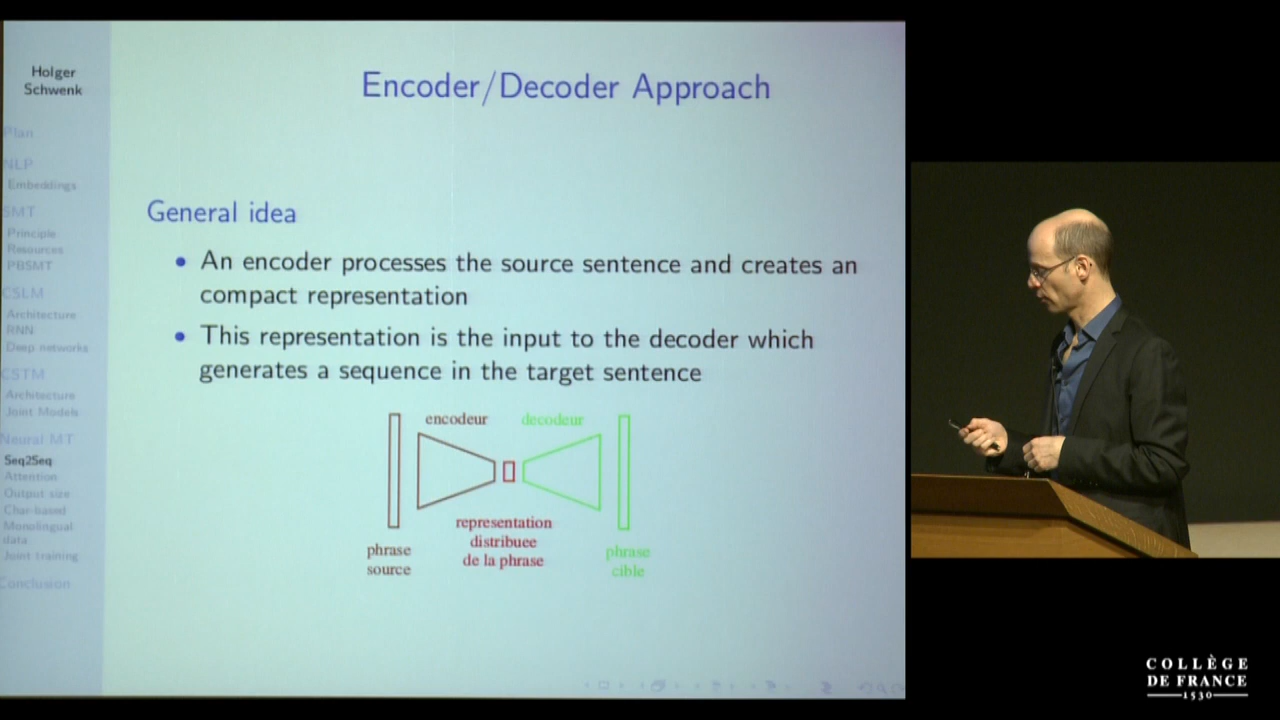 Holger
Schwenk
Plan
NLP
Embeddings
SMT
Principle
Resources
PBSMT
CSLM
Architecture
RNN
Deep networks
CSTM
Architecture
Joint Models
Neural MT
Seq2Seq
Attention
Output size
Char-based
Monolingual
data
Joint training
Conclusion
Encoder/Decoder Approach
General idea
• An encoder processes the source sentence and creates an
compact representation
• This representation is the input to the decoder which
generates a sequence in the target sentence
encodeur
decodeur
phrase
source
representation
distribuee
de la phrase
phrase
cible
COLLÈGE
DE FRANCE
1530